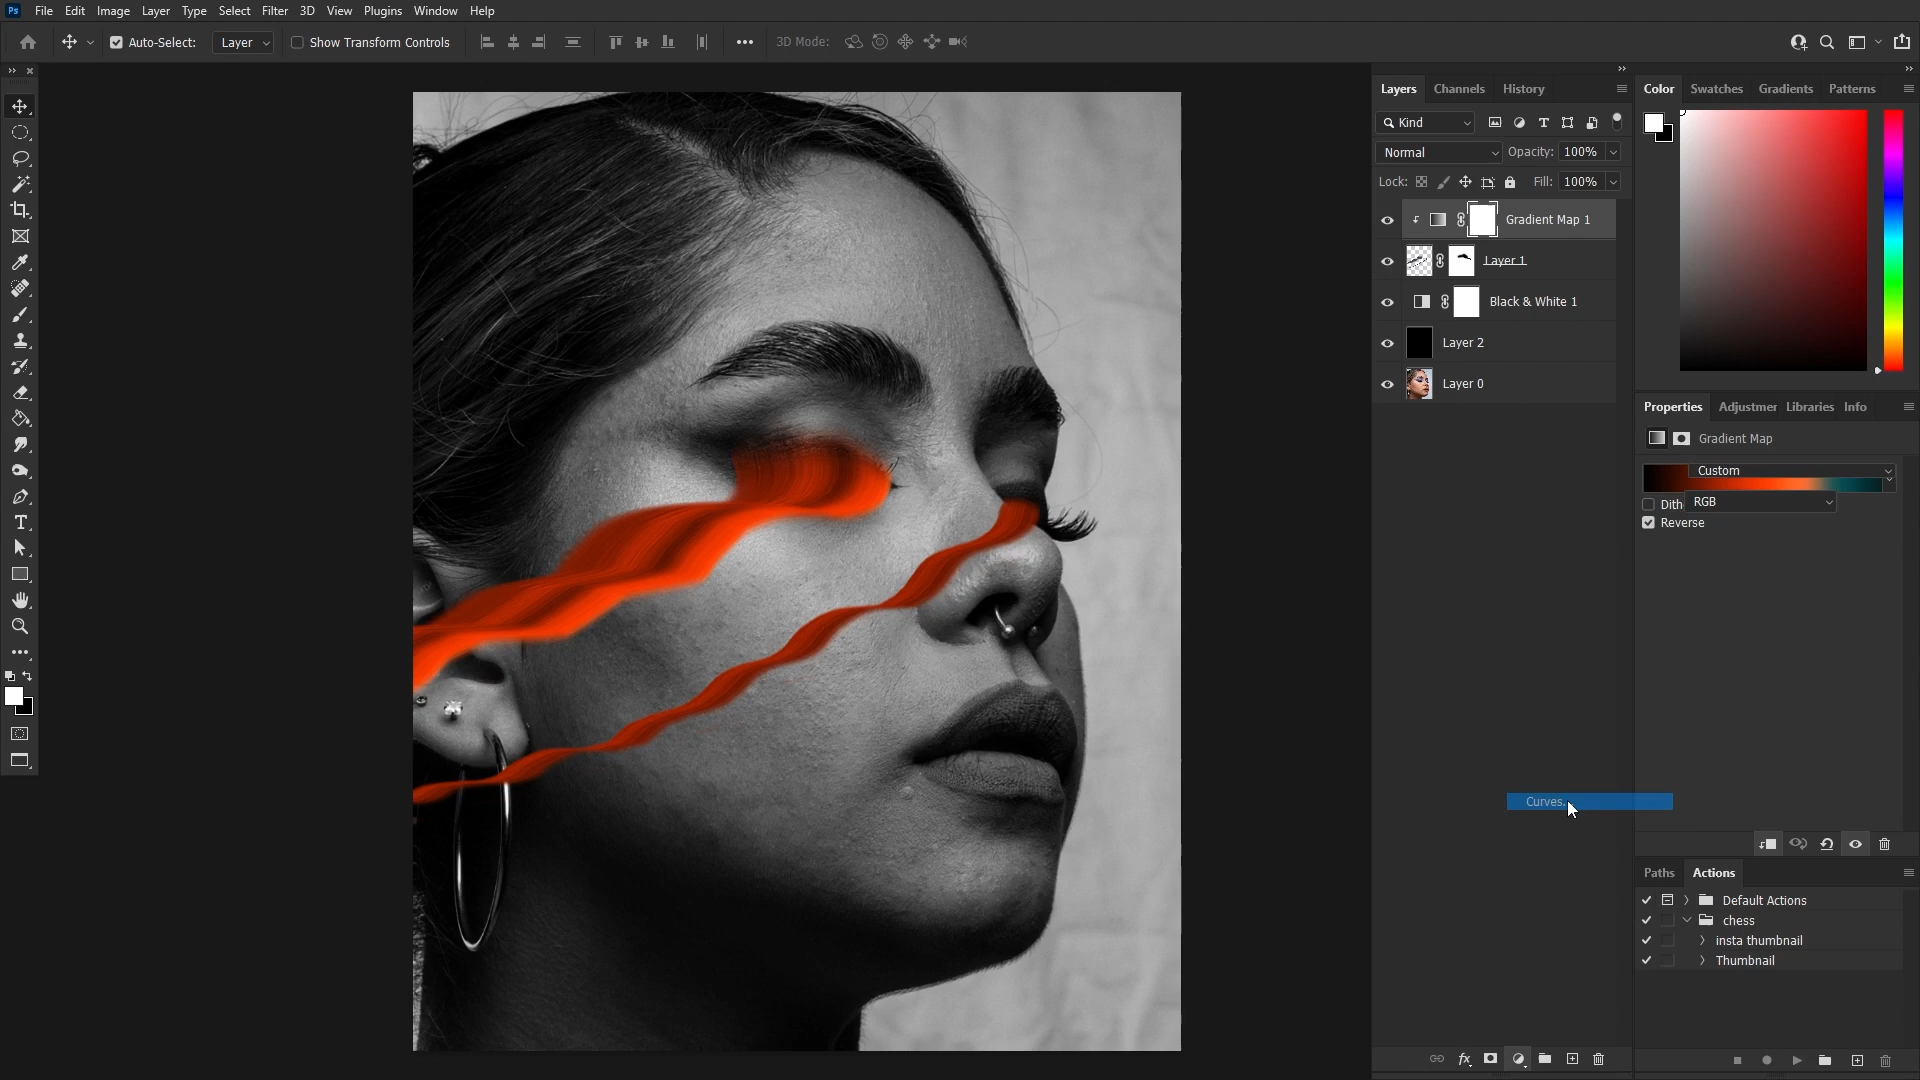 Ps File Edit Image Layer Type Select Filter 3D View Plugins Window Help
Auto-Select: Layer Show Transform Controls ••• 3D Mode:
Layers Channels History
Kind
Normal Opacity: 100%
Lock: Fill: 100%
Gradient Map 1
Layer 1
Black & White 1
Layer 2
Layer 0
Curves.
Color Swatches Gradients Patterns
Properties Adjustmer Libraries Info
Gradient Map
Custom
Dith RGB
Reverse
Paths Actions
Default Actions
chess
insta thumbnail
Thumbnail
fx